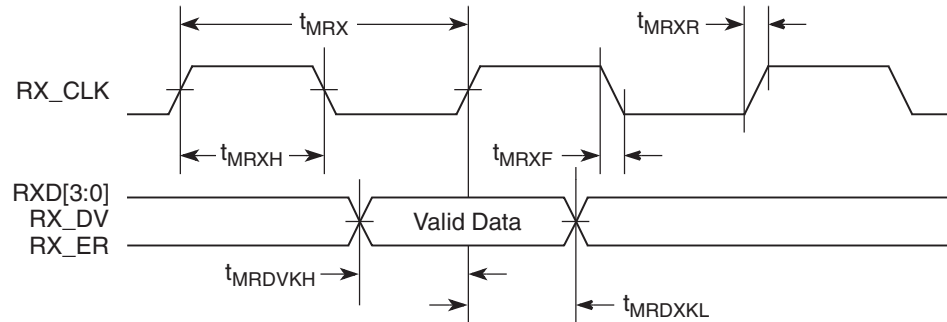 tMRX
tMRXR
RX_CLK
tMRXH
tMRXF
RXD[3:0]
RX_DV
RX_ER
Valid Data
tMRDVKH
tMRDXKL